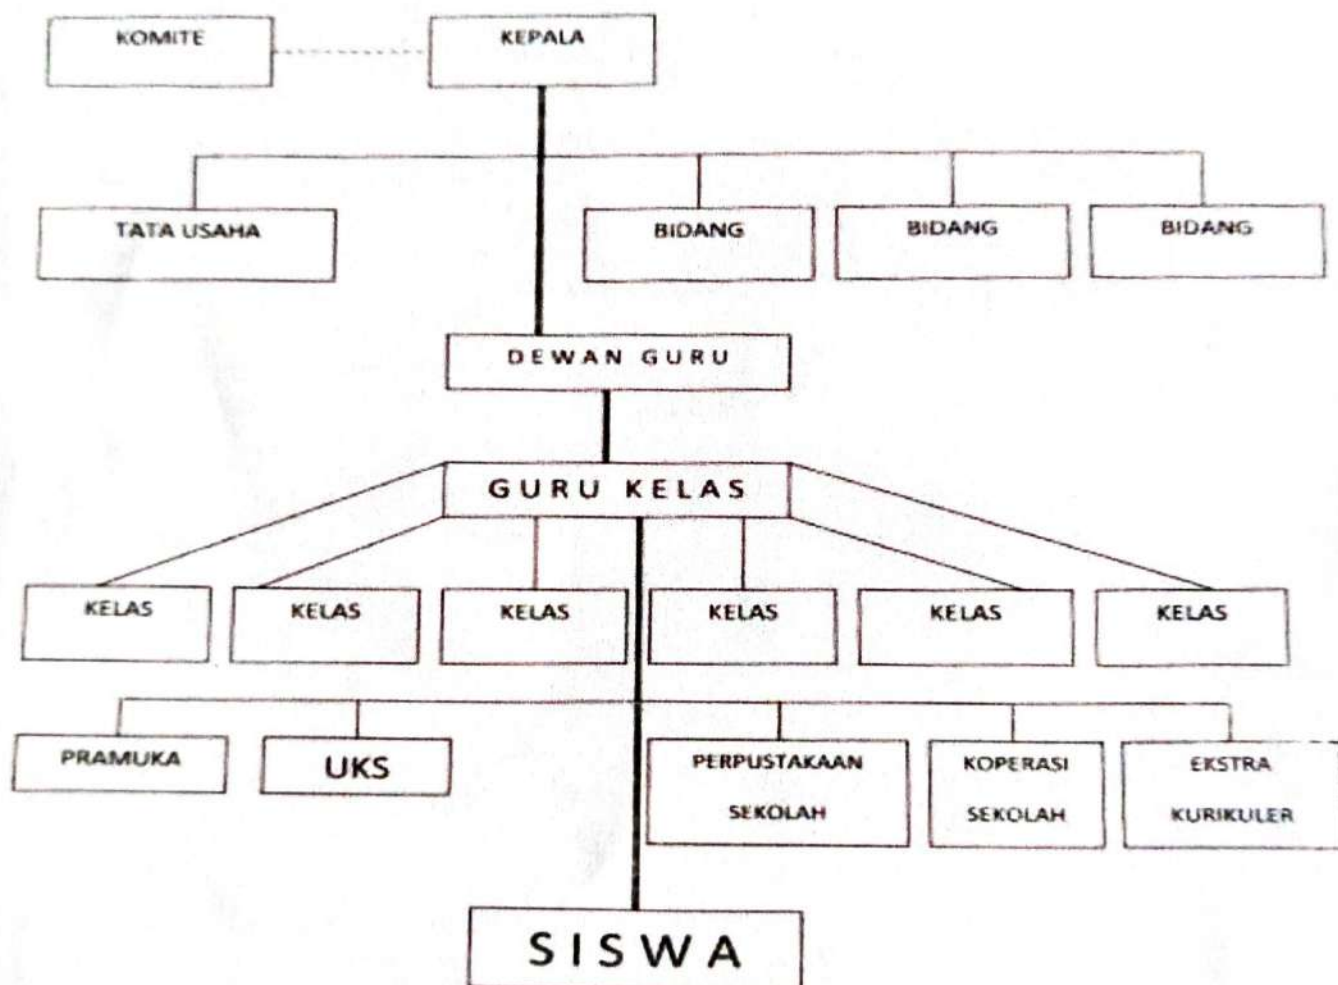 KOMITE
KEPALA
TATA USAHA
BIDANG
BIDANG
BIDANG
DEWAN GURU
GURU KELAS
KELAS
KELAS
KELAS
KELAS
KELAS
KELAS
PRAMUKA
UKS
PERPUSTAKAAN
SEKOLAH
KOPERASI
SEKOLAH
EKSTRA
KURIKULER
SISWA